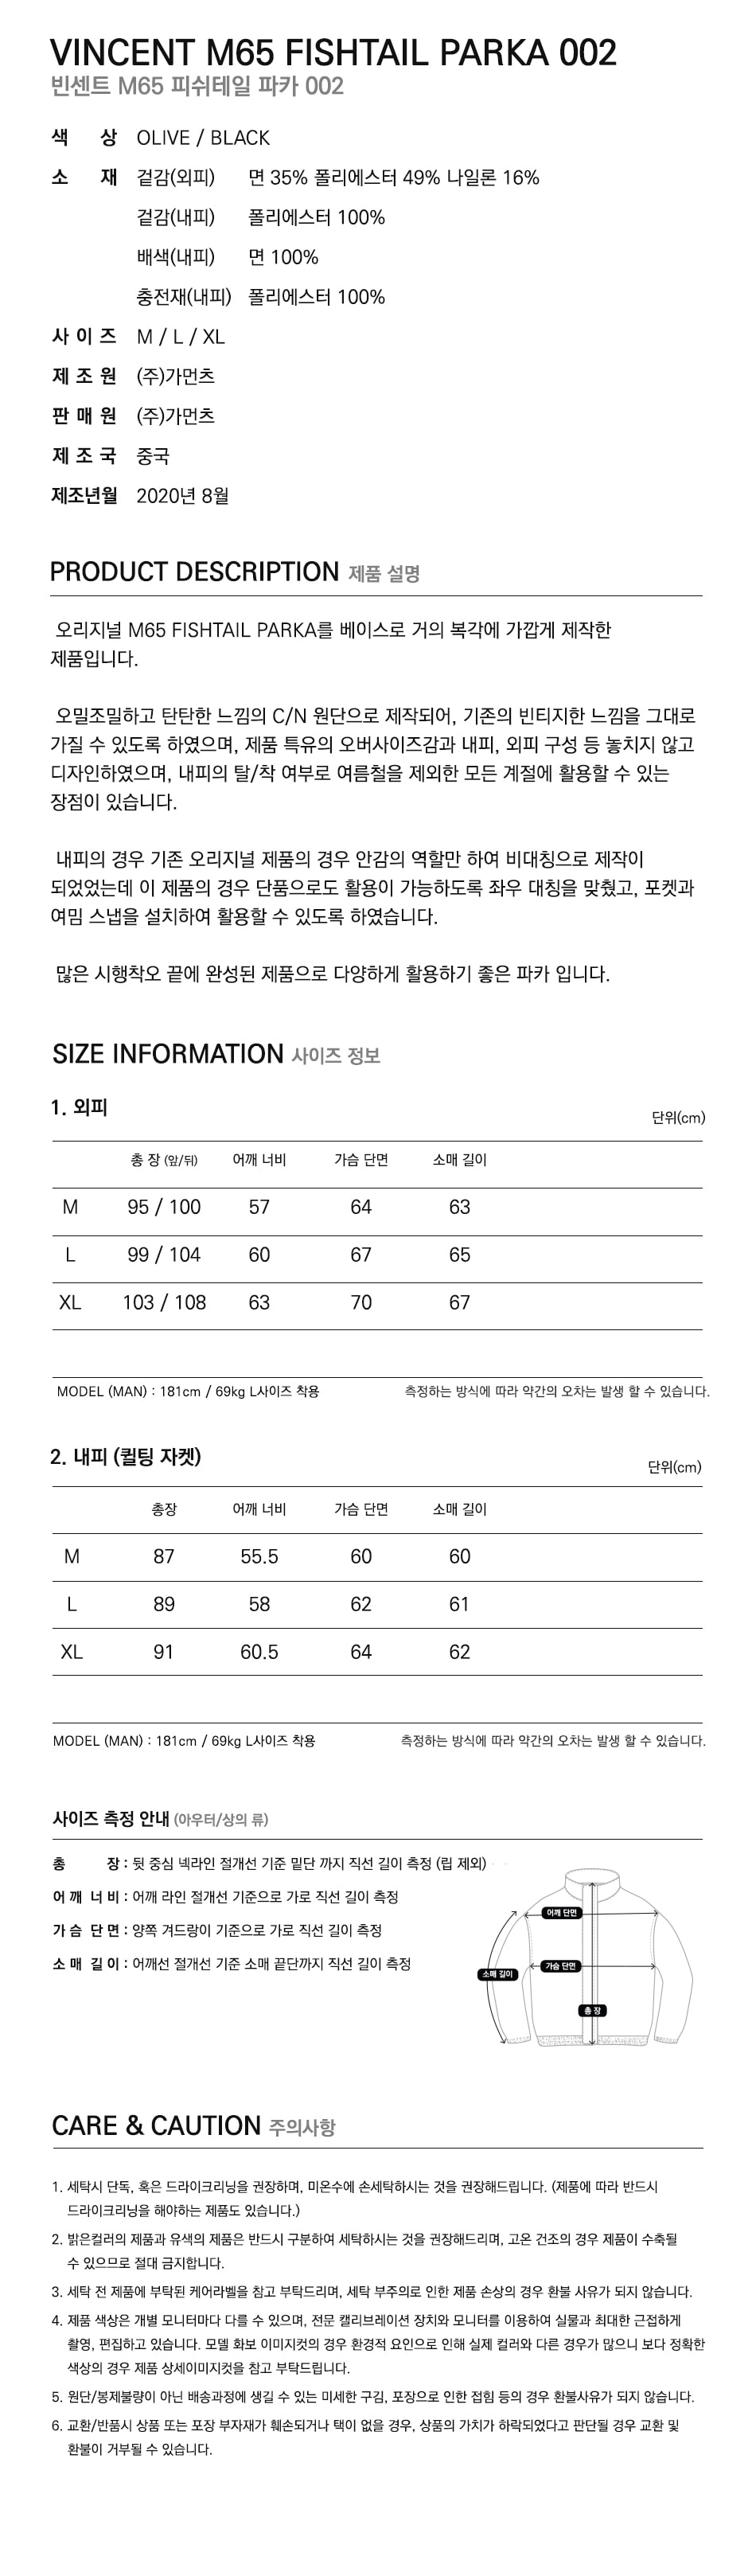 VINCENT M65 FISHTAIL PARKA 002
빈센트 M65 피쉬테일 파카 002
색 상 OLIVE / BLACK
소 재 겉감(외피) 면 35% 폴리에스터 49% 나일론 16%
겉감(내피) 폴리에스터 100%
배색(내피) 면 100%
충전재(내피) 폴리에스터 100%
사 이 즈 M / L / XL
제 조 원 (주)가먼츠
판 매 원 (주)가먼츠
제 조 국 중국
제조년월 2020년 8월
PRODUCT DESCRIPTION 제품 설명
오리지널 M65 FISHTAIL PARKA를 베이스로 거의 복각에 가깝게 제작한
제품입니다.
오밀조밀하고 탄탄한 느낌의 C/N 원단으로 제작되어, 기존의 빈티지한 느낌을 그대로
가질 수 있도록 하였으며, 제품 특유의 오버사이즈감과 내피, 외피 구성 등 놓치지 않고
디자인하였으며, 내피의 탈/착 여부로 여름철을 제외한 모든 계절에 활용할 수 있는
장점이 있습니다.
내피의 경우 기존 오리지널 제품의 경우 안감의 역할만 하여 비대칭으로 제작이
되었었는데 이 제품의 경우 단품으로도 활용이 가능하도록 좌우 대칭을 맞췄고, 포켓과
여밈 스냅을 설치하여 활용할 수 있도록 하였습니다.
많은 시행착오 끝에 완성된 제품으로 다양하게 활용하기 좋은 파카 입니다.
SIZE INFORMATION 사이즈 정보
1. 외피
단위(cm)
총 장 (앞/뒤) 어깨 너비 가슴 단면 소매 길이
M 95 / 100 57 64 63
L 99 / 104 60 67 65
XL 103 / 108 63 70 67
MODEL (MAN) : 181cm / 69kg L사이즈 착용 측정하는 방식에 따라 약간의 오차는 발생 할 수 있습니다.
2. 내피 (퀼팅 자켓)
단위(cm)
총장 어깨 너비 가슴 단면 소매 길이
M 87 55.5 60 60
L 89 58 62 61
XL 91 60.5 64 62
MODEL (MAN) : 181cm / 69kg L사이즈 착용 측정하는 방식에 따라 약간의 오차는 발생 할 수 있습니다.
사이즈 측정 안내 (아우터/상의 류)
총 장 : 뒷 중심 넥라인 절개선 기준 밑단 까지 직선 길이 측정 (립 제외)
어 깨 너 비 : 어깨 라인 절개선 기준으로 가로 직선 길이 측정
가 슴 단 면 : 양쪽 겨드랑이 기준으로 가로 직선 길이 측정
소 매 길 이 : 어깨선 절개선 기준 소매 끝단까지 직선 길이 측정
어깨 단면
가슴 단면
소매 길이
총 장
CARE & CAUTION 주의사항
1. 세탁시 단독, 혹은 드라이크리닝을 권장하며, 미온수에 손세탁하시는 것을 권장해드립니다. (제품에 따라 반드시
드라이크리닝을 해야하는 제품도 있습니다.)
2. 밝은컬러의 제품과 유색의 제품은 반드시 구분하여 세탁하시는 것을 권장해드리며, 고온 건조의 경우 제품이 수축될
수 있으므로 절대 금지합니다.
3. 세탁 전 제품에 부탁된 케어라벨을 참고 부탁드리며, 세탁 부주의로 인한 제품 손상의 경우 환불 사유가 되지 않습니다.
4. 제품 색상은 개별 모니터마다 다를 수 있으며, 전문 캘리브레이션 장치와 모니터를 이용하여 실물과 최대한 근접하게
촬영, 편집하고 있습니다. 모델 화보 이미지컷의 경우 환경적 요인으로 인해 실제 컬러와 다른 경우가 많으니 보다 정확한
색상의 경우 제품 상세이미지컷을 참고 부탁드립니다.
5. 원단/봉제불량이 아닌 배송과정에 생길 수 있는 미세한 구김, 포장으로 인한 접힘 등의 경우 환불사유가 되지 않습니다.
6. 교환/반품시 상품 또는 포장 부자재가 훼손되거나 택이 없을 경우, 상품의 가치가 하락되었다고 판단될 경우 교환 및
환불이 거부될 수 있습니다.